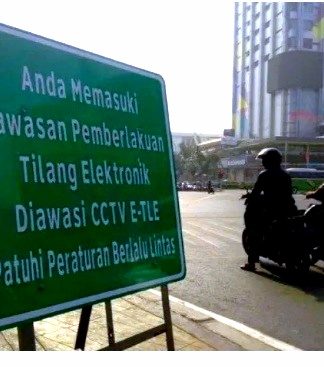 Anda Memasuki
awasan Pemberlakuan
Tilang Elektronik
Diawasi CCTV E-TLE
Patuhi Peraturan Berlalu Lintas